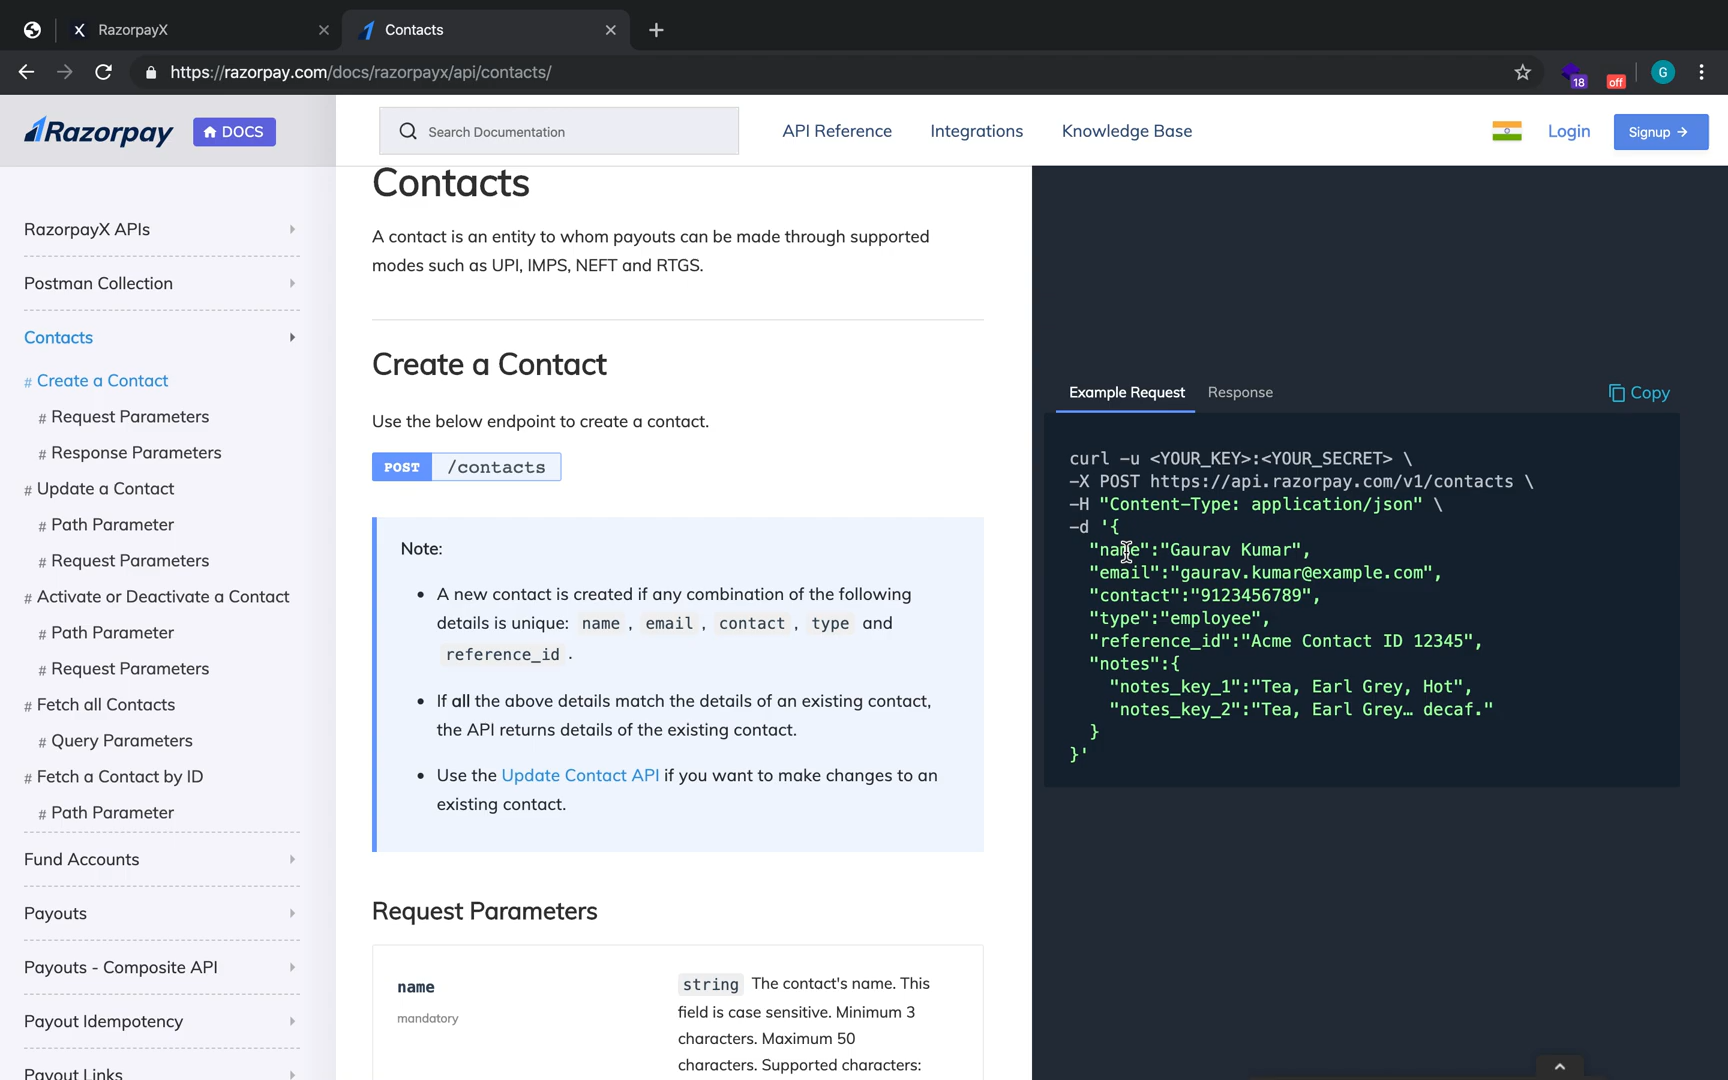 RazorpayX
Contacts
https://razorpay.com/docs/razorpayx/api/contacts/
18
off
G
Razorpay
DOCS
Search Documentation
API Reference
Integrations
Knowledge Base
Login
Signup →
RazorpayX APIs
Postman Collection
Contacts
# Create a Contact
# Request Parameters
# Response Parameters
# Update a Contact
# Path Parameter
# Request Parameters
# Activate or Deactivate a Contact
# Path Parameter
# Request Parameters
# Fetch all Contacts
# Query Parameters
# Fetch a Contact by ID
# Path Parameter
Fund Accounts
Payouts
Payouts - Composite API
Payout Idempotency
Payout Links
Contacts
A contact is an entity to whom payouts can be made through supported
modes such as UPI, IMPS, NEFT and RTGS.
Create a Contact
Use the below endpoint to create a contact.
POST /contacts
Note:
• A new contact is created if any combination of the following
details is unique: name , email , contact , type and
reference_id .
• If all the above details match the details of an existing contact,
the API returns details of the existing contact.
• Use the Update Contact API if you want to make changes to an
existing contact.
Request Parameters
name
mandatory
string The contact's name. This
field is case sensitive. Minimum 3
characters. Maximum 50
characters. Supported characters:
Example Request
Response
Copy
curl -u <YOUR_KEY>:<YOUR_SECRET> \
-X POST https://api.razorpay.com/v1/contacts \
-H "Content-Type: application/json" \
-d '{
"name":"Gaurav Kumar",
"email":"gaurav.kumar@example.com",
"contact":"9123456789",
"type":"employee",
"reference_id":"Acme Contact ID 12345",
"notes":{
"notes_key_1":"Tea, Earl Grey, Hot",
"notes_key_2":"Tea, Earl Grey… decaf."
}
}'